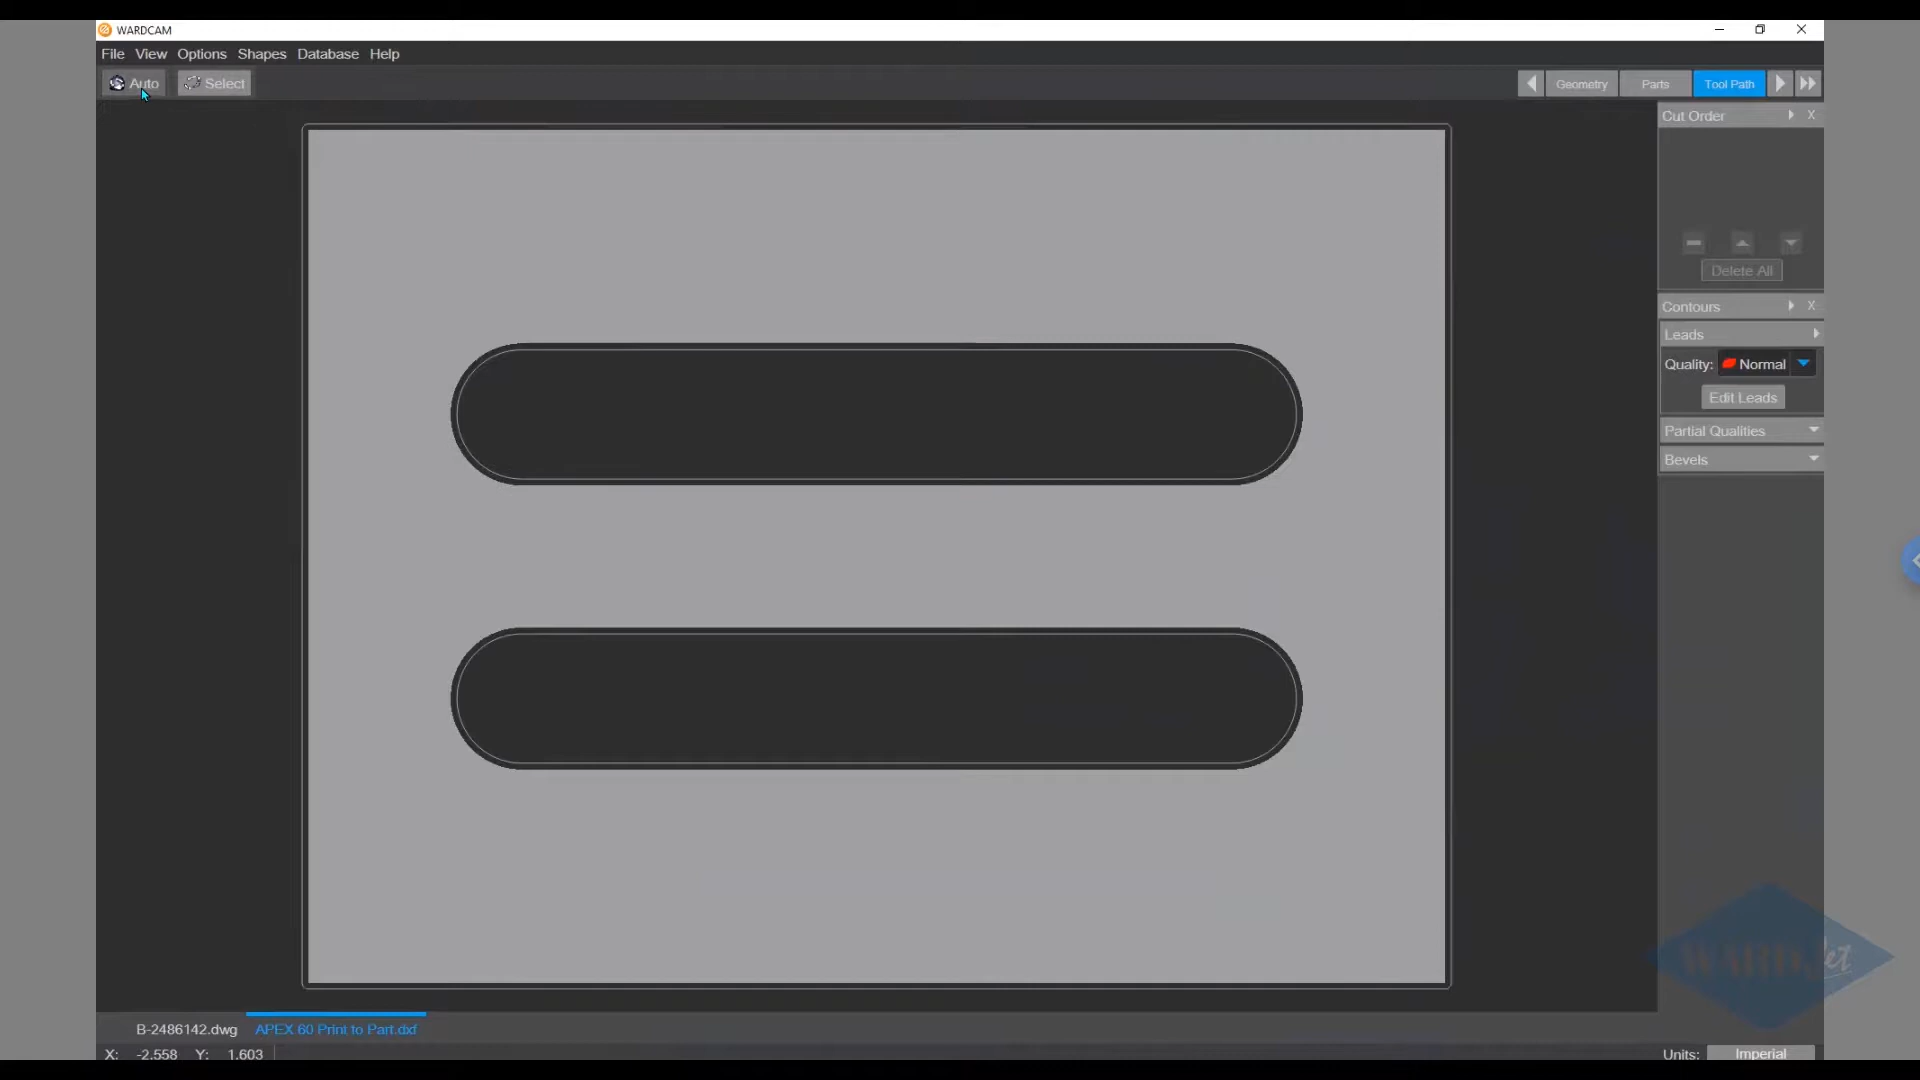 WARDCAM
File View Options Shapes Database Help
Auto Select Geometry Parts Tool Path
Cut Order X
Delete All
Contours X
Leads
Quality: Normal
Edit Leads
Partial Qualities
Bevels
WARDJet
B-2486142.dwg APEX 60 Print to Part.dxf
X: -2.558 Y: 1.603 Units: Imperial